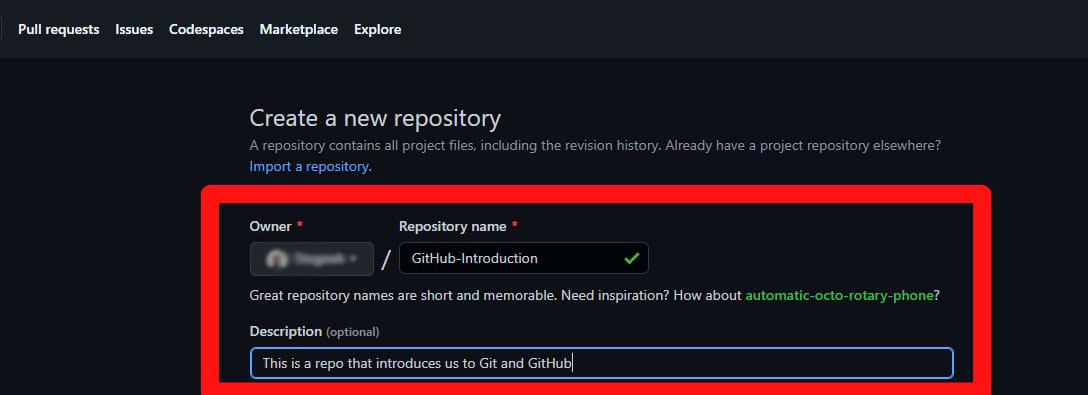 Pull requests Issues Codespaces Marketplace Explore
Create a new repository
A repository contains all project files, including the revision history. Already have a project repository elsewhere?
Import a repository.
Owner * Repository name *
/ GitHub-Introduction
Great repository names are short and memorable. Need inspiration? How about automatic-octo-rotary-phone?
Description (optional)
This is a repo that introduces us to Git and GitHub